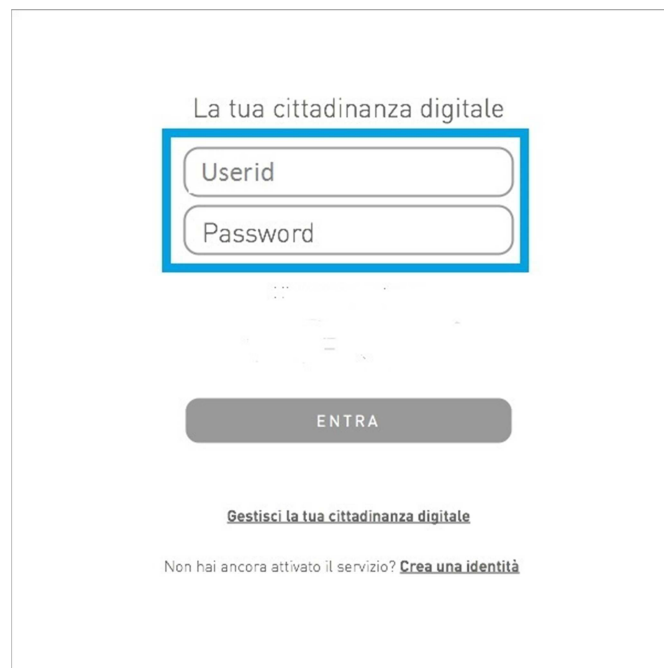 La tua cittadinanza digitale
Userid
Password
ENTRA
Gestisci la tua cittadinanza digitale
Non hai ancora attivato il servizio? Crea una identità